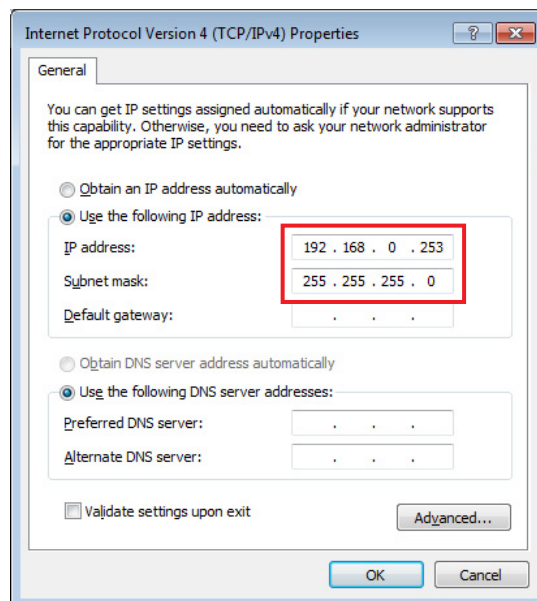 Internet Protocol Version 4 (TCP/IPv4) Properties
General
You can get IP settings assigned automatically if your network supports
this capability. Otherwise, you need to ask your network administrator
for the appropriate IP settings.
Obtain an IP address automatically
Use the following IP address:
IP address: 192 . 168 . 0 . 253
Subnet mask: 255 . 255 . 255 . 0
Default gateway: . . .
Obtain DNS server address automatically
Use the following DNS server addresses:
Preferred DNS server: . . .
Alternate DNS server: . . .
Validate settings upon exit
Advanced...
OK Cancel